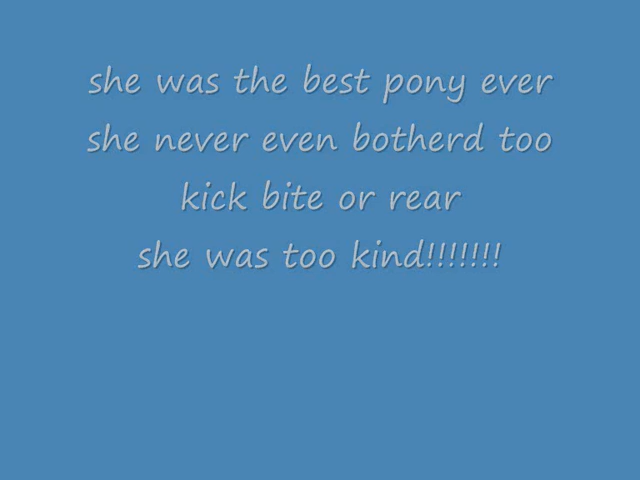 she was the best pony ever
she never even botherd too
kick bite or rear
she was too kind!!!!!!!